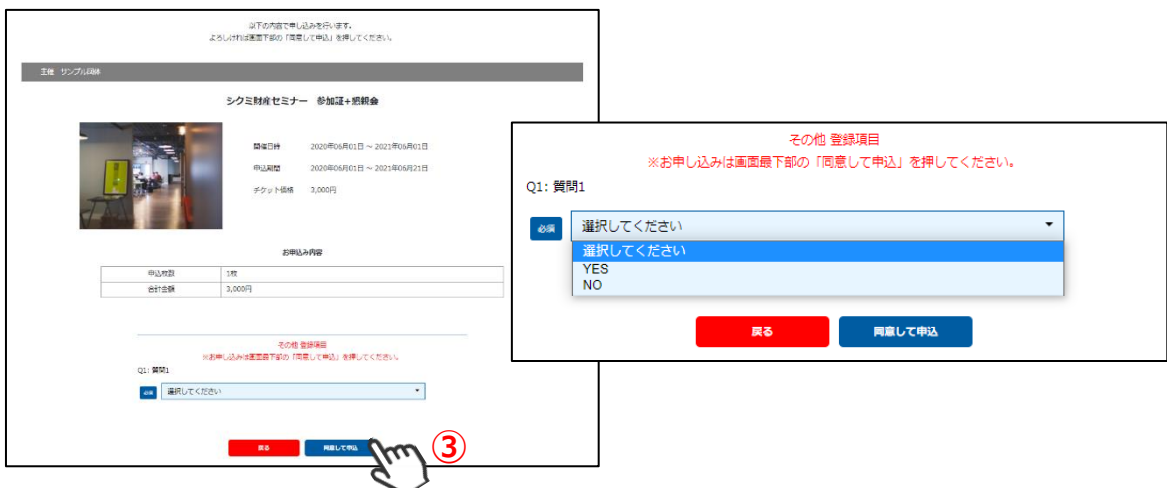 以下の内容で申し込みを行います。
よろしければ画面下部の「同意して申込」を押してください。
主催 サンプル団体
シクミ財産セミナー 参加証+懇親会
開催日時 2020年06月01日 ~ 2021年06月01日
申込期間 2020年06月01日 ~ 2021年06月21日
チケット価格 3,000円
お申込み内容
申込枚数 1枚
合計金額 3,000円
その他 登録項目
※お申し込みは画面最下部の「同意して申込」を押してください。
Q1: 質問1
必須 選択してください
戻る 同意して申込
③
その他 登録項目
※お申し込みは画面最下部の「同意して申込」を押してください。
Q1: 質問1
必須 選択してください
選択してください
YES
NO
戻る 同意して申込